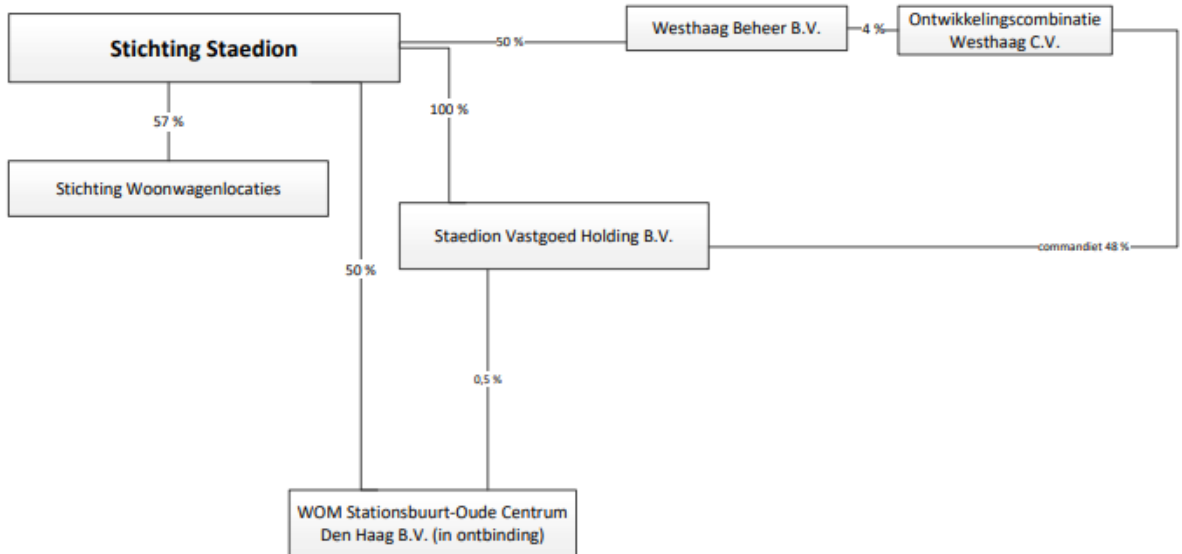 Stichting Staedion
50 %
Westhaag Beheer B.V.
4 %
Ontwikkelingscombinatie
Westhaag C.V.
100 %
57 %
Stichting Woonwagenlocaties
Staedion Vastgoed Holding B.V.
commandiet 48 %
50 %
0,5 %
WOM Stationsbuurt-Oude Centrum
Den Haag B.V. (in ontbinding)